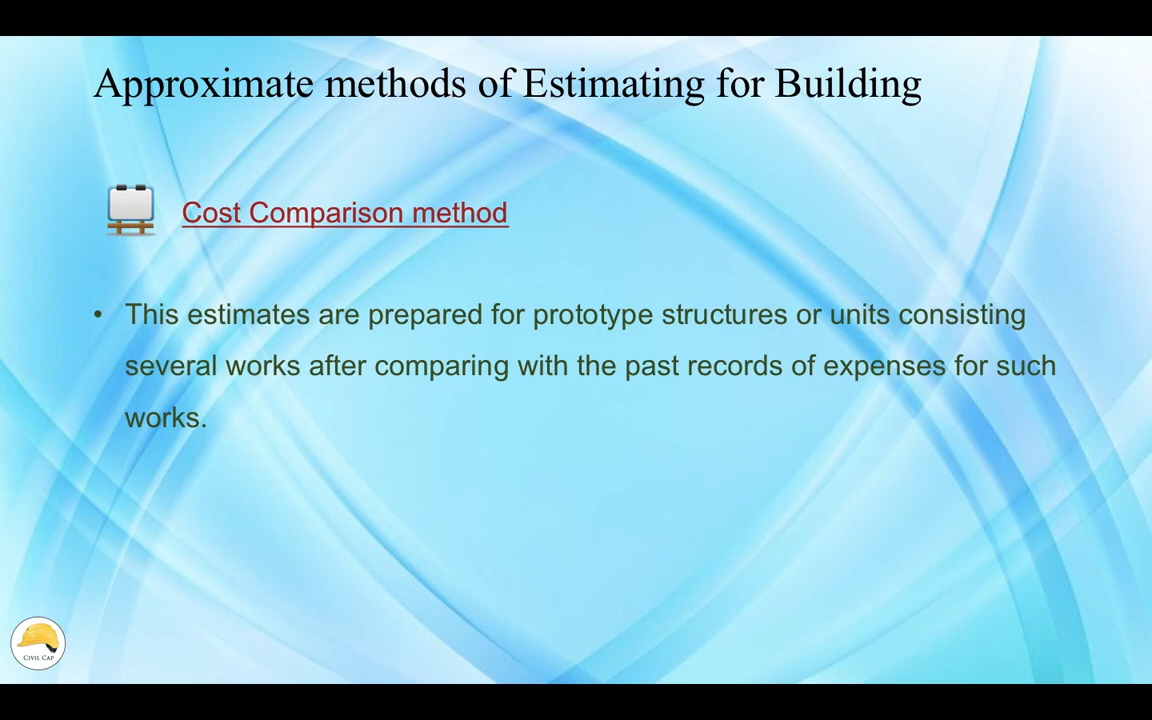 Approximate methods of Estimating for Building
Cost Comparison method
• This estimates are prepared for prototype structures or units consisting
several works after comparing with the past records of expenses for such
works.
CIVIL CAP